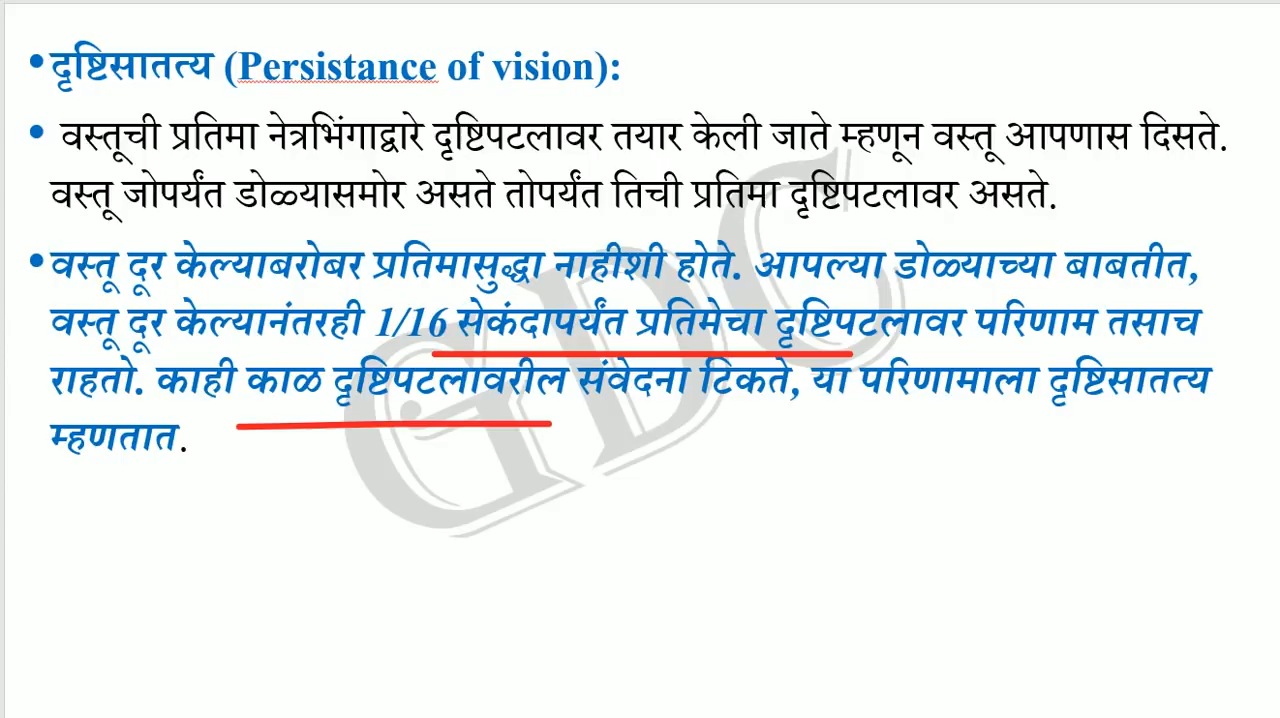 •दृष्टिसातत्य (Persistance of vision):
• वस्तूची प्रतिमा नेत्रभिंगाद्वारे दृष्टिपटलावर तयार केली जाते म्हणून वस्तू आपणास दिसते.
वस्तू जोपर्यंत डोळ्यासमोर असते तोपर्यंत तिची प्रतिमा दृष्टिपटलावर असते.
•वस्तू दूर केल्याबरोबर प्रतिमासुद्धा नाहीशी होते. आपल्या डोळ्याच्या बाबतीत,
वस्तू दूर केल्यानंतरही 1/16 सेकंदापर्यंत प्रतिमेचा दृष्टिपटलावर परिणाम तसाच
राहतो. काही काळ दृष्टिपटलावरील संवेदना टिकते, या परिणामाला दृष्टिसातत्य
म्हणतात.
GDC